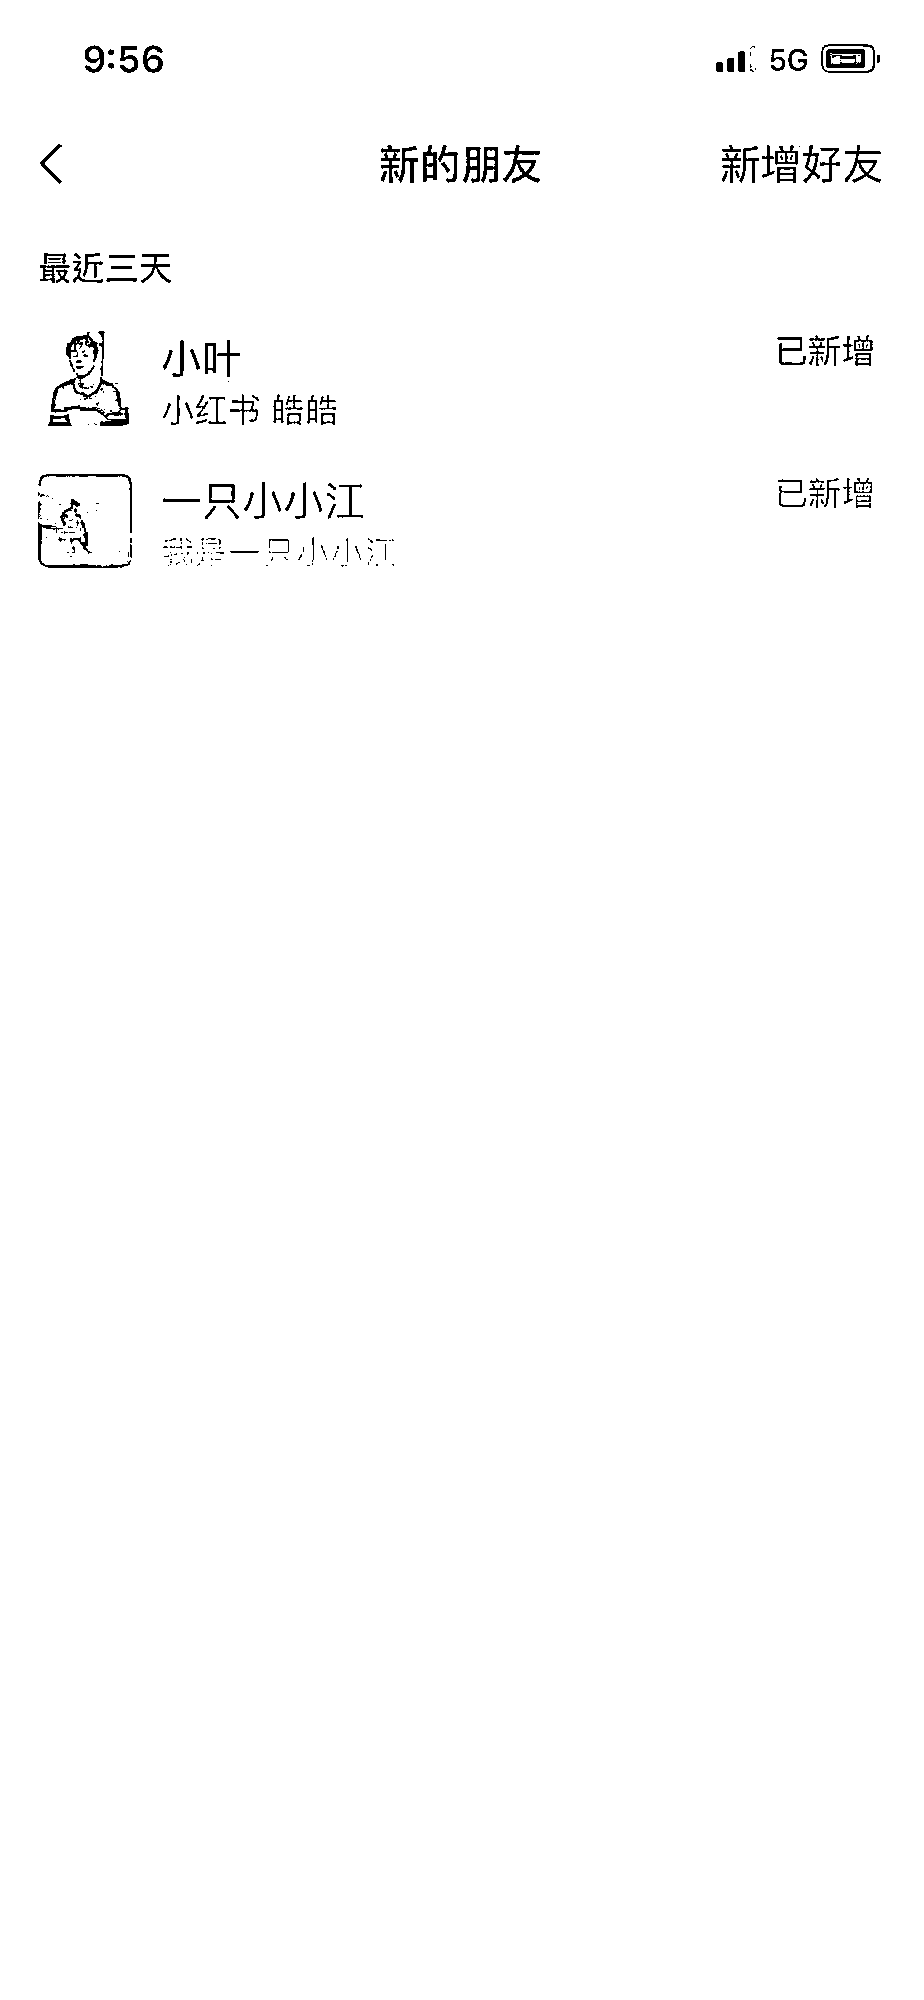 9:56 5G
新的朋友 新增好友
最近三天
小叶 已新增
小红书 皓皓
一只小小江 已新增
我是一只小小江